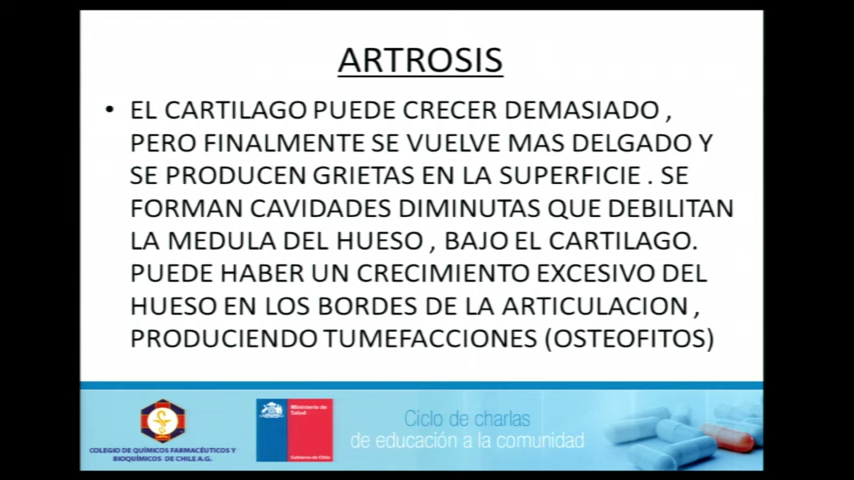 ARTROSIS
• EL CARTILAGO PUEDE CRECER DEMASIADO ,
PERO FINALMENTE SE VUELVE MAS DELGADO Y
SE PRODUCEN GRIETAS EN LA SUPERFICIE . SE
FORMAN CAVIDADES DIMINUTAS QUE DEBILITAN
LA MEDULA DEL HUESO , BAJO EL CARTILAGO.
PUEDE HABER UN CRECIMIENTO EXCESIVO DEL
HUESO EN LOS BORDES DE LA ARTICULACION ,
PRODUCIENDO TUMEFACCIONES (OSTEOFITOS)
COLEGIO DE QUÍMICOS FARMACÉUTICOS Y
BIOQUÍMICOS DE CHILE A.G.
Ministerio de
Salud
Gobierno de Chile
Ciclo de charlas
de educación a la comunidad